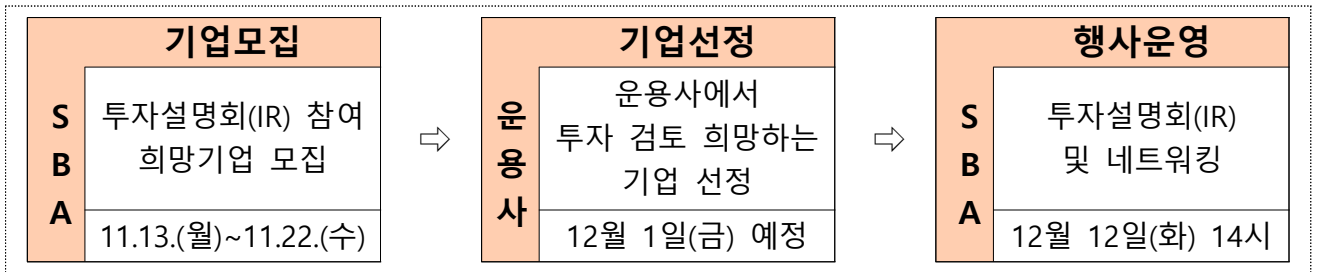 기업모집
SBA
투자설명회(IR) 참여
희망기업 모집
11.13.(월)~11.22.(수)
⇨
기업선정
운용사
운용사에서
투자 검토 희망하는
기업 선정
12월 1일(금) 예정
⇨
행사운영
SBA
투자설명회(IR)
및 네트워킹
12월 12일(화) 14시